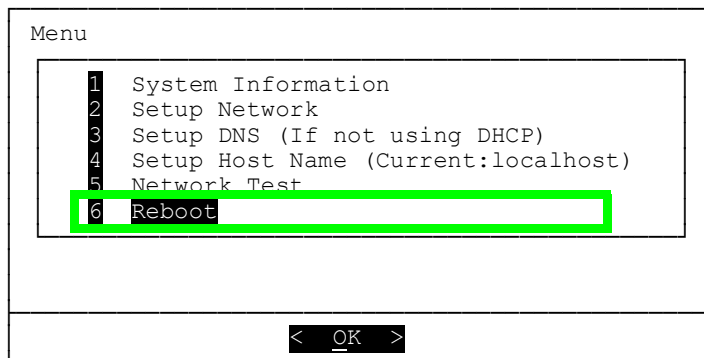 Menu
1 System Information
2 Setup Network
3 Setup DNS (If not using DHCP)
4 Setup Host Name (Current:localhost)
5 Network Test
6 Reboot
< OK >